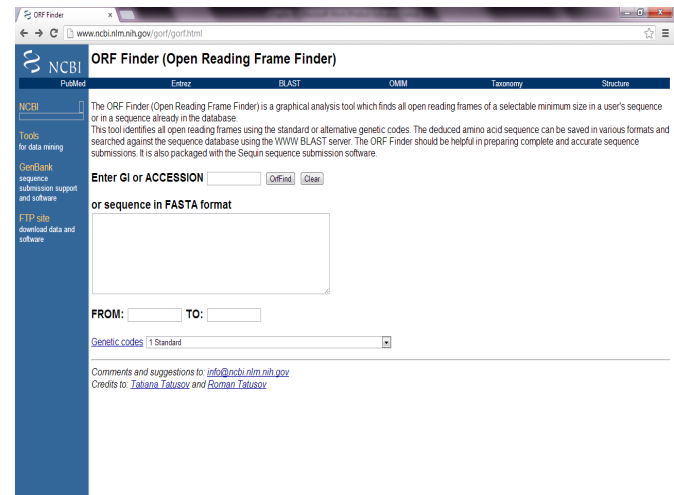 ORF Finder
www.ncbi.nlm.nih.gov/gorf/gorf.html
NCBI
ORF Finder (Open Reading Frame Finder)
PubMed Entrez BLAST OMIM Taxonomy Structure
NCBI
Tools
for data mining
GenBank
sequence
submission support
and software
FTP site
download data and
software
The ORF Finder (Open Reading Frame Finder) is a graphical analysis tool which finds all open reading frames of a selectable minimum size in a user's sequence
or in a sequence already in the database.
This tool identifies all open reading frames using the standard or alternative genetic codes. The deduced amino acid sequence can be saved in various formats and
searched against the sequence database using the WWW BLAST server. The ORF Finder should be helpful in preparing complete and accurate sequence
submissions. It is also packaged with the Sequin sequence submission software.
Enter GI or ACCESSION OrfFind Clear
or sequence in FASTA format
FROM: TO:
Genetic codes 1 Standard
Comments and suggestions to: info@ncbi.nlm.nih.gov
Credits to: Tatiana Tatusov and Roman Tatusov